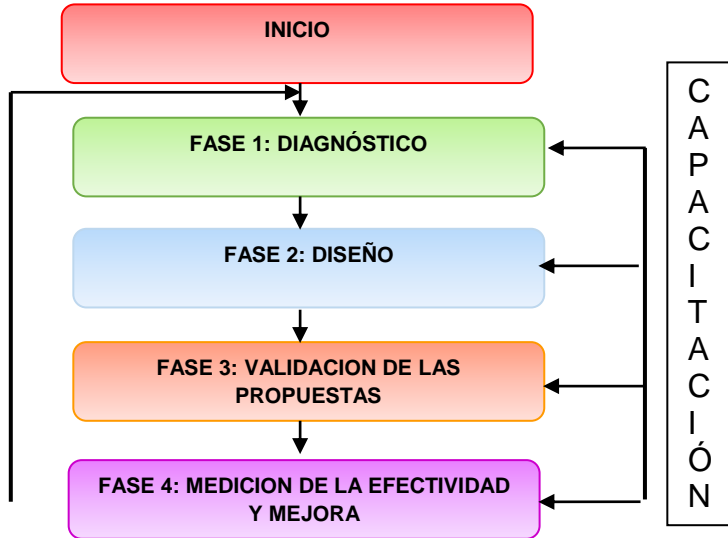 INICIO
FASE 1: DIAGNÓSTICO
FASE 2: DISEÑO
FASE 3: VALIDACION DE LAS
PROPUESTAS
FASE 4: MEDICION DE LA EFECTIVIDAD
Y MEJORA
C
A
P
A
C
I
T
A
C
I
Ó
N